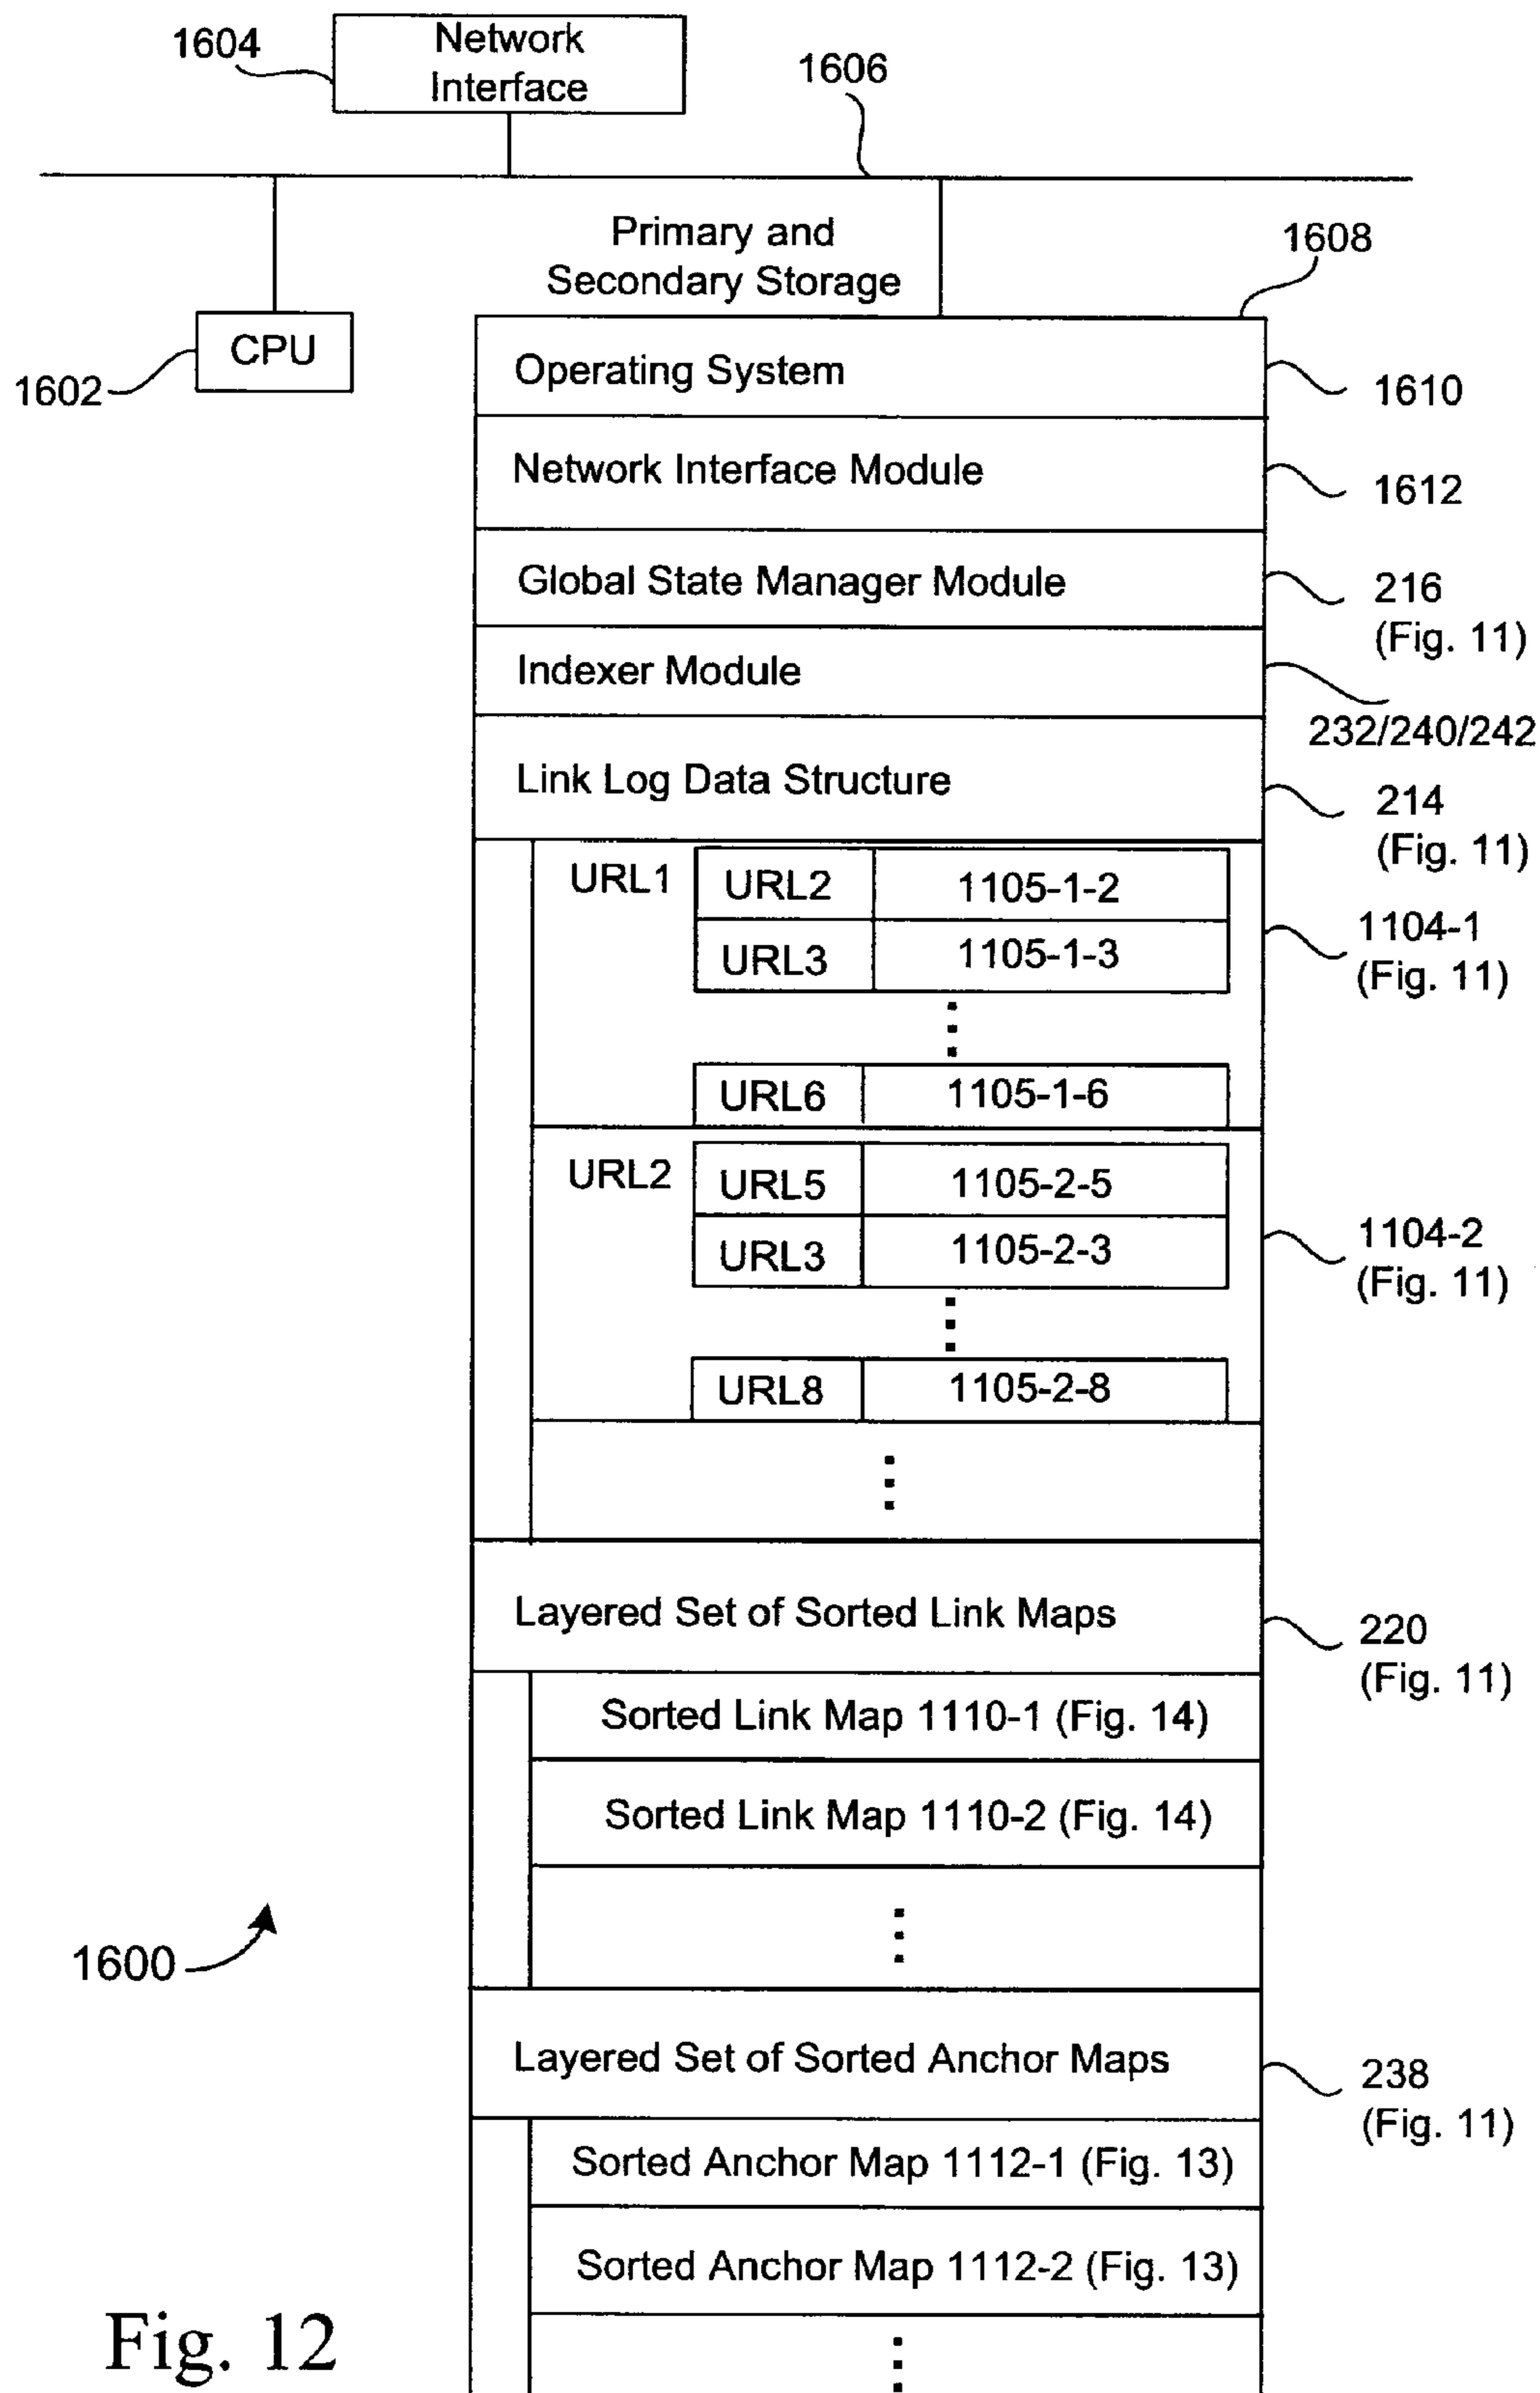 1604
Network
Interface
1606
Primary and
Secondary Storage
1608
CPU
1602
Operating System
1610
Network Interface Module
1612
Global State Manager Module
216
(Fig. 11)
Indexer Module
232/240/242
Link Log Data Structure
214
(Fig. 11)
URL1
URL2 1105-1-2
URL3 1105-1-3
1104-1
(Fig. 11)
URL6 1105-1-6
URL2
URL5 1105-2-5
URL3 1105-2-3
1104-2
(Fig. 11)
URL8 1105-2-8
Layered Set of Sorted Link Maps
220
(Fig. 11)
Sorted Link Map 1110-1 (Fig. 14)
Sorted Link Map 1110-2 (Fig. 14)
1600
Layered Set of Sorted Anchor Maps
238
(Fig. 11)
Sorted Anchor Map 1112-1 (Fig. 13)
Sorted Anchor Map 1112-2 (Fig. 13)
Fig. 12